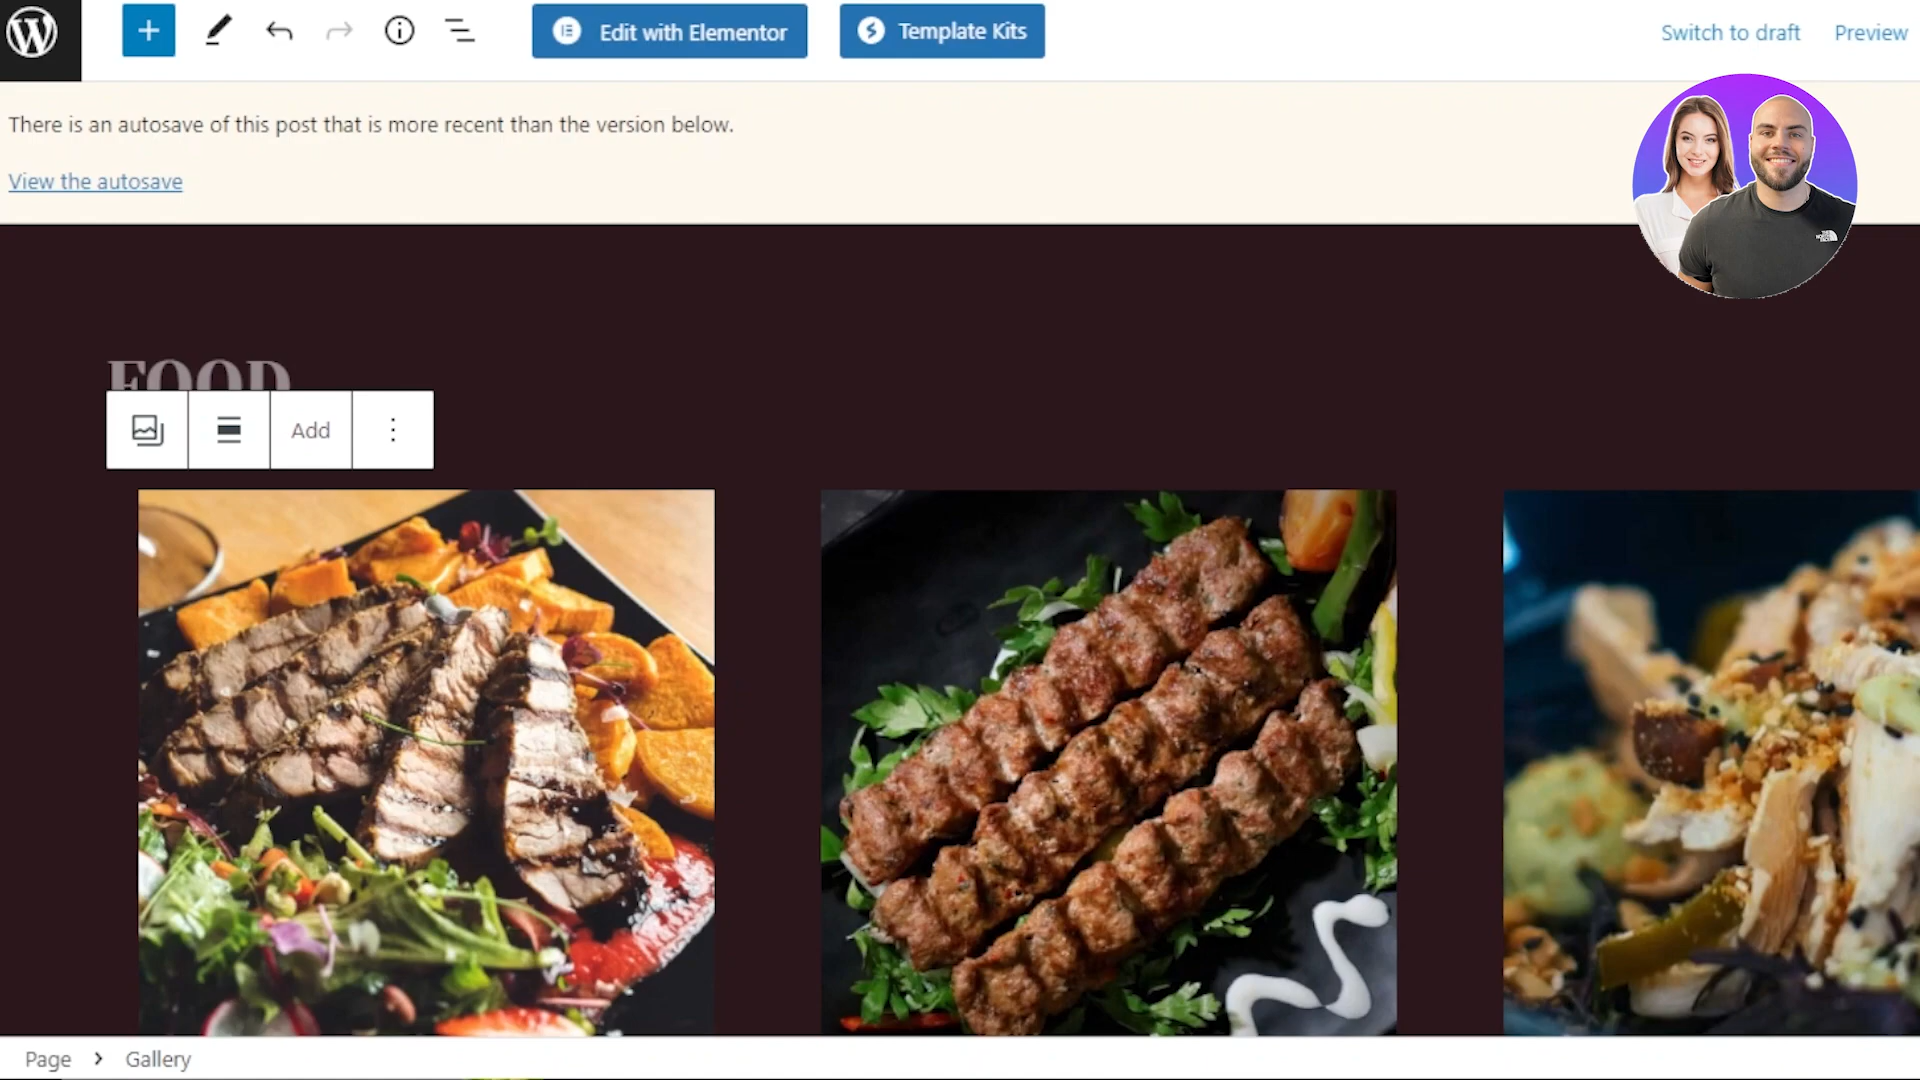 Edit with Elementor
Template Kits
Switch to draft
Preview
There is an autosave of this post that is more recent than the version below.
View the autosave
FOOD
Add
Page > Gallery